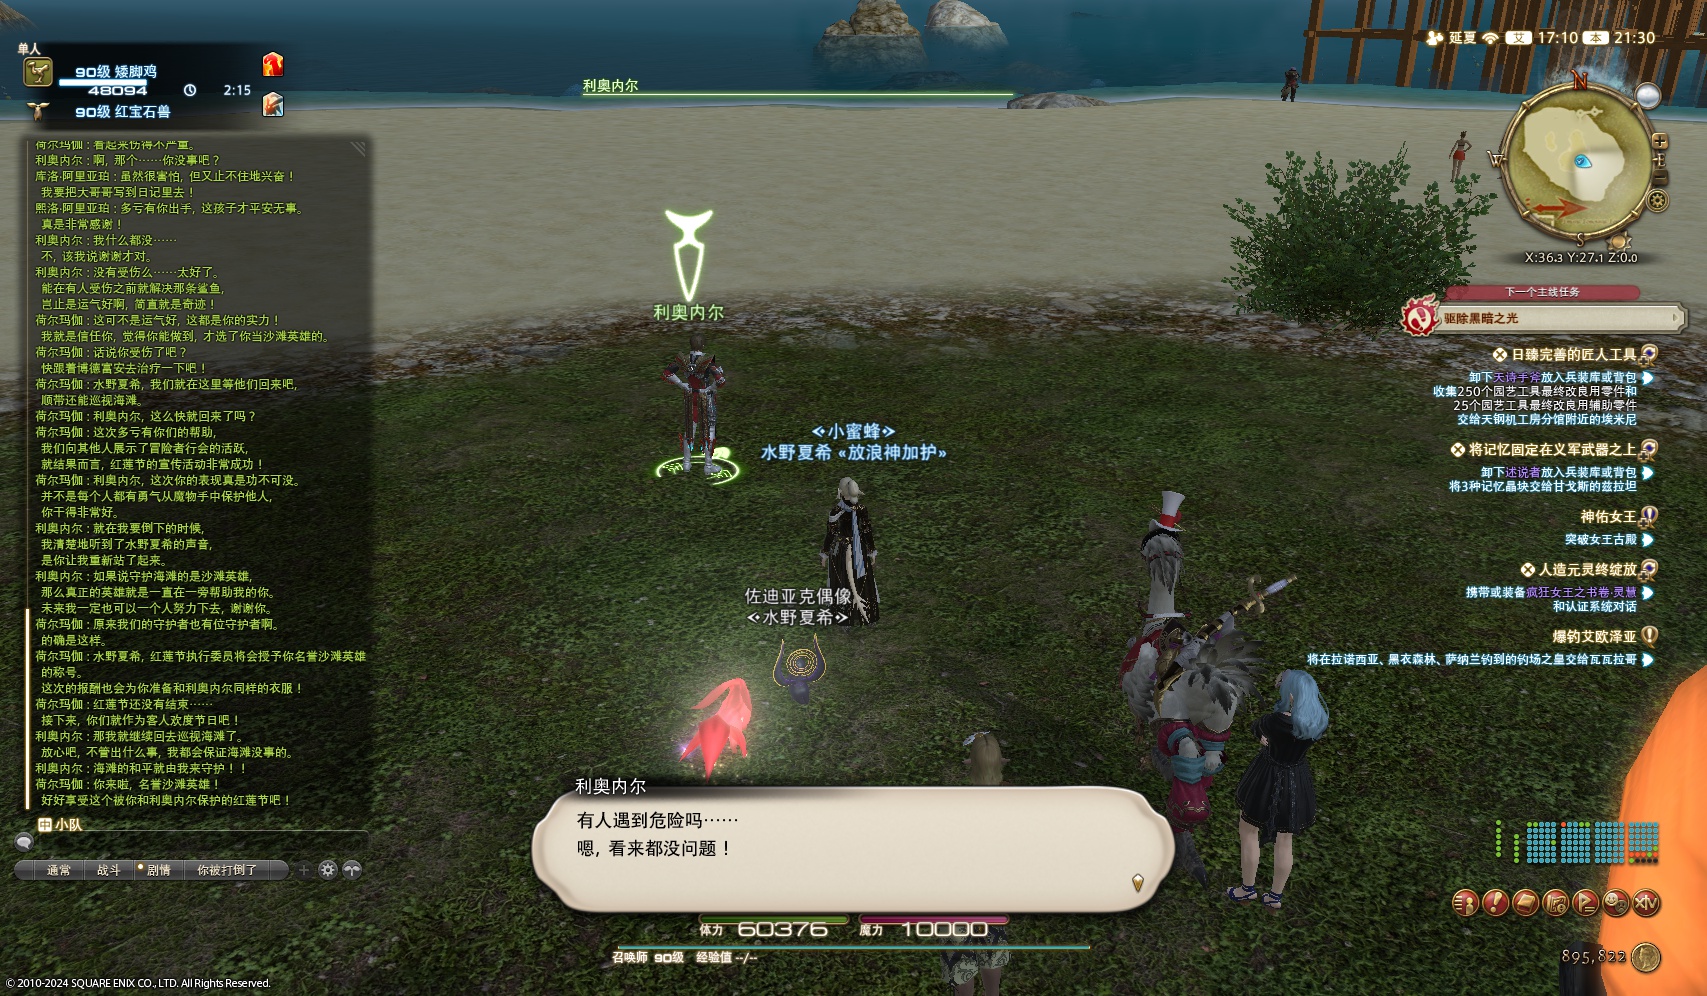 单人
90级 矮脚鸡
48094
2:15
90级 红宝石兽
荷尔玛伽：看起来伤得不严重。
利奥内尔：啊，那个……你没事吧？
库洛·阿里亚珀：虽然很害怕，但又止不住地兴奋！
我要把大哥哥写到日记里去！
熙洛·阿里亚珀：多亏有你出手，这孩子才平安无事。
真是非常感谢！
利奥内尔：我什么都没……
不，该我说谢谢才对。
利奥内尔：没有受伤么……太好了。
能在有人受伤之前就解决那条鲨鱼，
岂止是运气好啊，简直就是奇迹！
荷尔玛伽：这可不是运气好，这都是你的实力！
我就是信任你，觉得你能做到，才选了你当沙滩英雄的。
荷尔玛伽：话说你受伤了吧？
快跟着博德富安去治疗一下吧！
荷尔玛伽：水野夏希，我们就在这里等他们回来吧，
顺带还能巡视海滩。
荷尔玛伽：利奥内尔，这么快就回来了吗？
荷尔玛伽：这次多亏有你们的帮助，
我们向其他人展示了冒险者行会的活跃，
就结果而言，红莲节的宣传活动非常成功！
荷尔玛伽：利奥内尔，这次你的表现真是功不可没。
并不是每个人都有勇气从魔物手中保护他人，
你干得非常好。
利奥内尔：就在我要倒下的时候，
我清楚地听到了水野夏希的声音，
是你让我重新站了起来。
利奥内尔：如果说守护海滩的是沙滩英雄，
那么真正的英雄就是一直在一旁帮助我的你。
未来我一定也可以一个人努力下去，谢谢你。
荷尔玛伽：原来我们的守护者也有位守护者啊。
的确是这样。
荷尔玛伽：水野夏希，红莲节执行委员将会授予你名誉沙滩英雄
的称号。
这次的报酬也会为你准备和利奥内尔同样的衣服！
荷尔玛伽：红莲节还没有结束……
接下来，你们就作为客人欢度节日吧！
利奥内尔：那我就继续回去巡视海滩了。
放心吧，不管出什么事，我都会保证海滩没事的。
利奥内尔：海滩的和平就由我来守护！！
荷尔玛伽：你来啦，名誉沙滩英雄！
好好享受这个被你和利奥内尔保护的红莲节吧！
小队
通常 战斗 剧情 你被打倒了
© 2010-2024 SQUARE ENIX CO., LTD. All Rights Reserved.
利奥内尔
利奥内尔
«小蜜蜂»
水野夏希 «放浪神加护»
佐迪亚克偶像
«水野夏希»
利奥内尔
有人遇到危险吗……
嗯，看来都没问题！
体力 60376 魔力 10000
召唤师 90级 经验值 --/--
延夏 艾 17:10 本 21:30
N
W
E
S
X:36.3 Y:27.1 Z:0.0
下一个主线任务
驱除黑暗之光
日臻完善的匠人工具
卸下天诗手斧放入兵装库或背包
收集250个园艺工具最终改良用零件和
25个园艺工具最终改良用辅助零件
交给天钢机工房分馆附近的埃米尼
将记忆固定在义军武器之上
卸下述说者放入兵装库或背包
将3种记忆晶块交给甘戈斯的兹拉坦
神佑女王
突破女王古殿
人造元灵终绽放
携带或装备疯狂女王之书卷·灵慧
和认证系统对话
爆钓艾欧泽亚
将在拉诺西亚、黑衣森林、萨纳兰钓到的钓场之皇交给瓦瓦拉哥
XIV
895,822